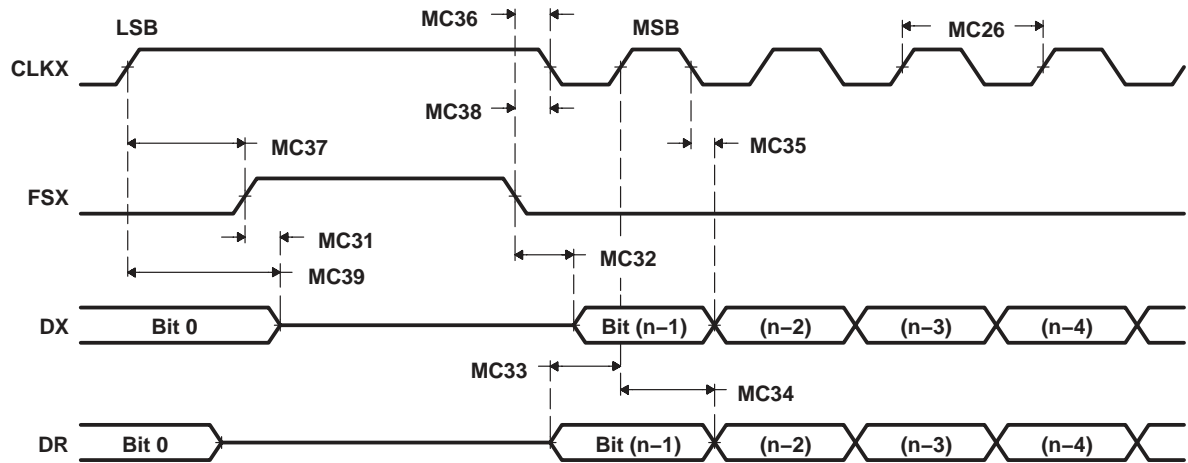 LSB
MC36
MSB
MC26
CLKX
MC38
MC37
MC35
FSX
MC31
MC32
MC39
DX
Bit 0
Bit (n–1)
(n–2)
(n–3)
(n–4)
MC33
MC34
DR
Bit 0
Bit (n–1)
(n–2)
(n–3)
(n–4)